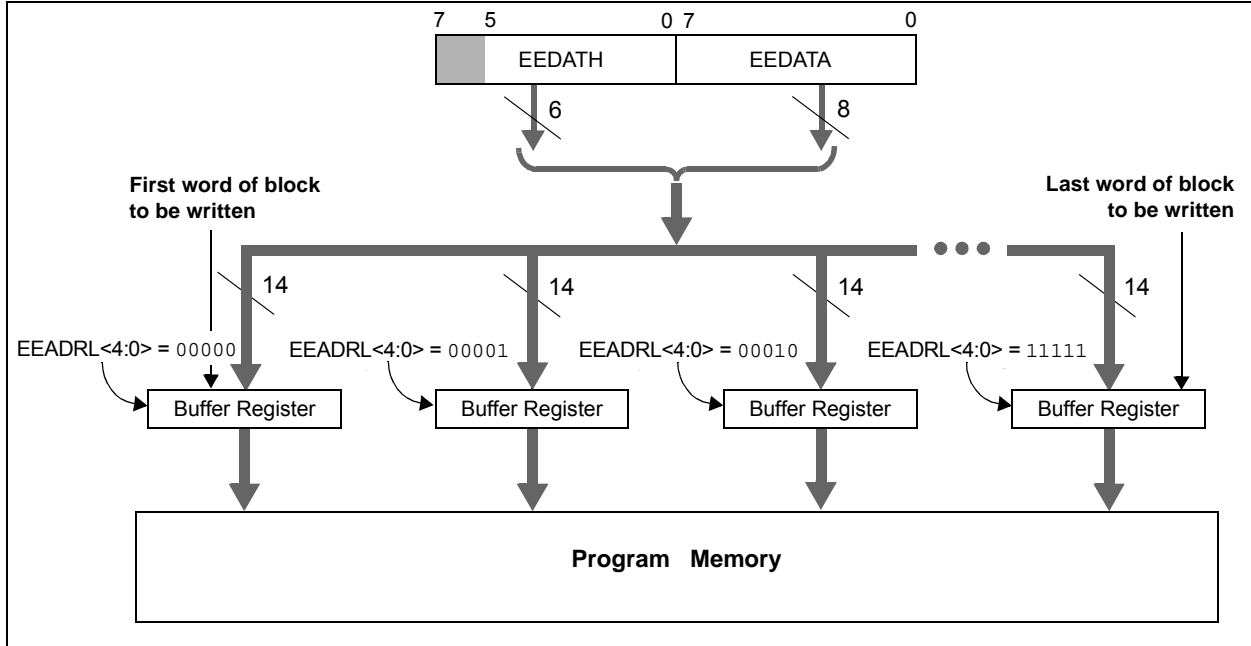 7 5 0 7 0
EEDATH EEDATA
6 8
First word of block
to be written
Last word of block
to be written
14 14 14 14
EEADRL<4:0> = 00000 EEADRL<4:0> = 00001 EEADRL<4:0> = 00010 EEADRL<4:0> = 11111
Buffer Register Buffer Register Buffer Register Buffer Register
Program Memory